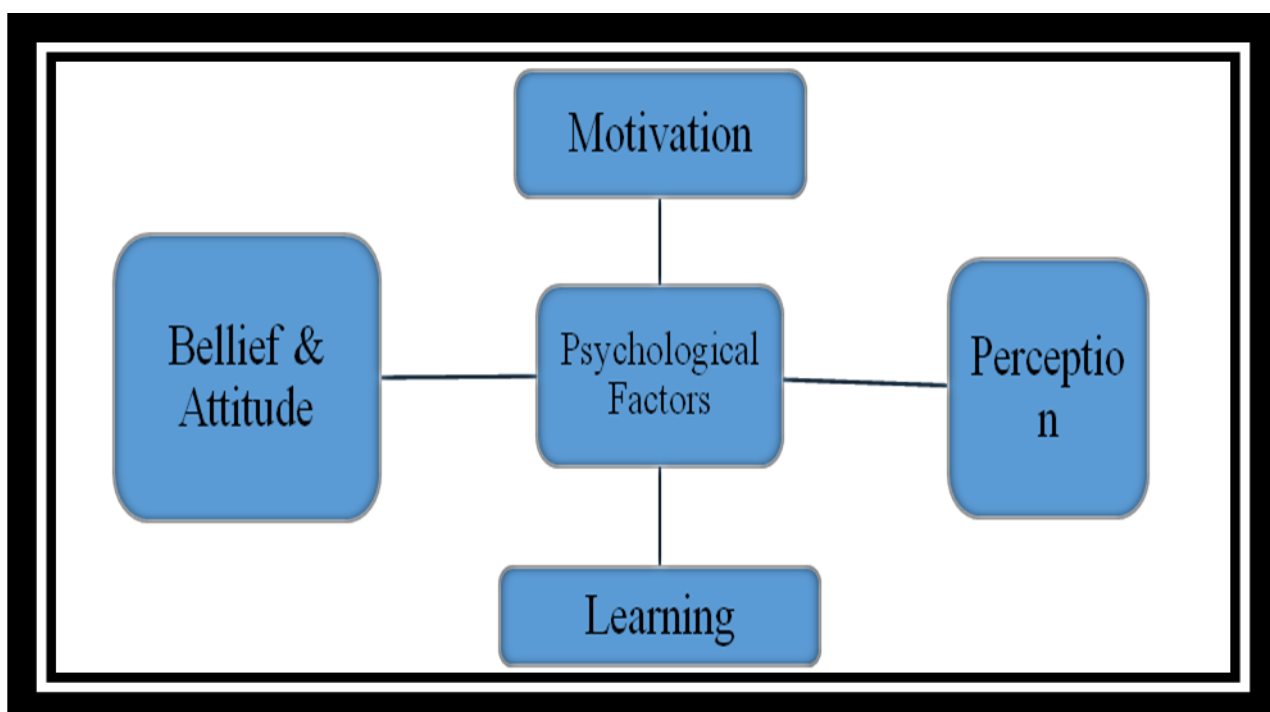 Motivation
Bellief &
Attitude
Psychological
Factors
Perceptio
n
Learning